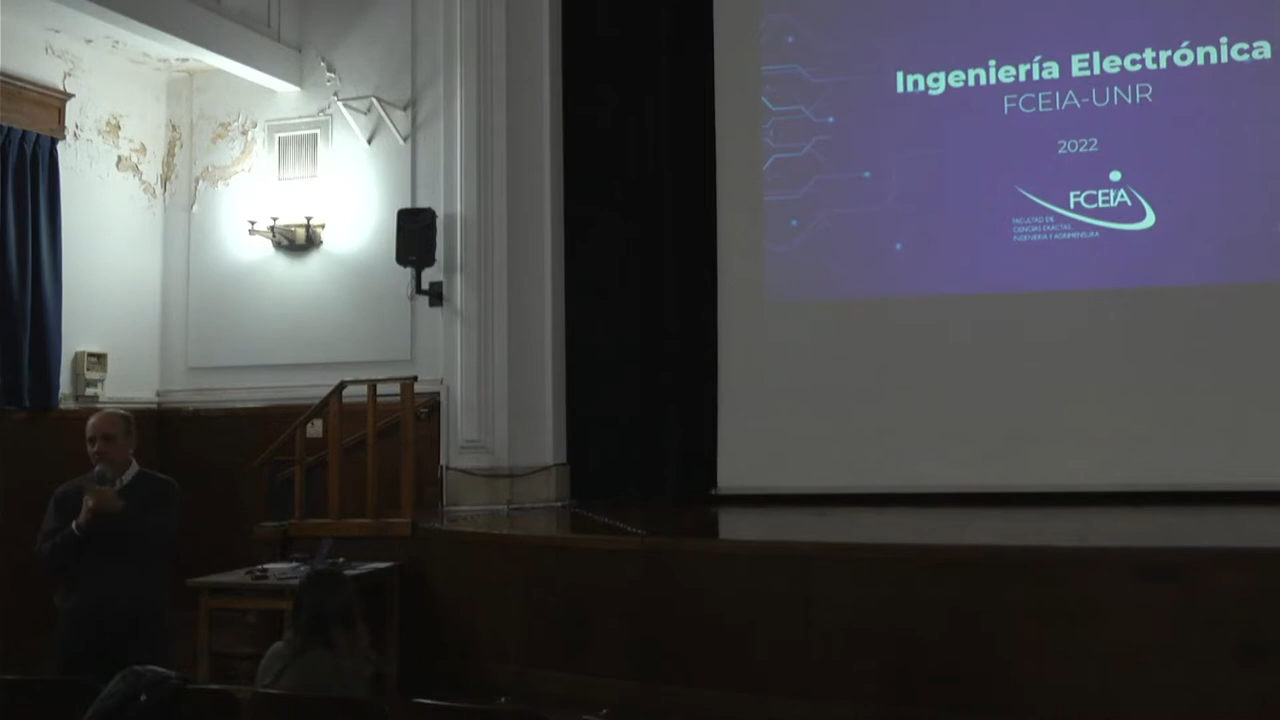 Ingeniería Electrónica
FCEIA-UNR
2022
FCEIA
FACULTAD DE
CIENCIAS EXACTAS,
INGENIERÍA Y AGRIMENSURA